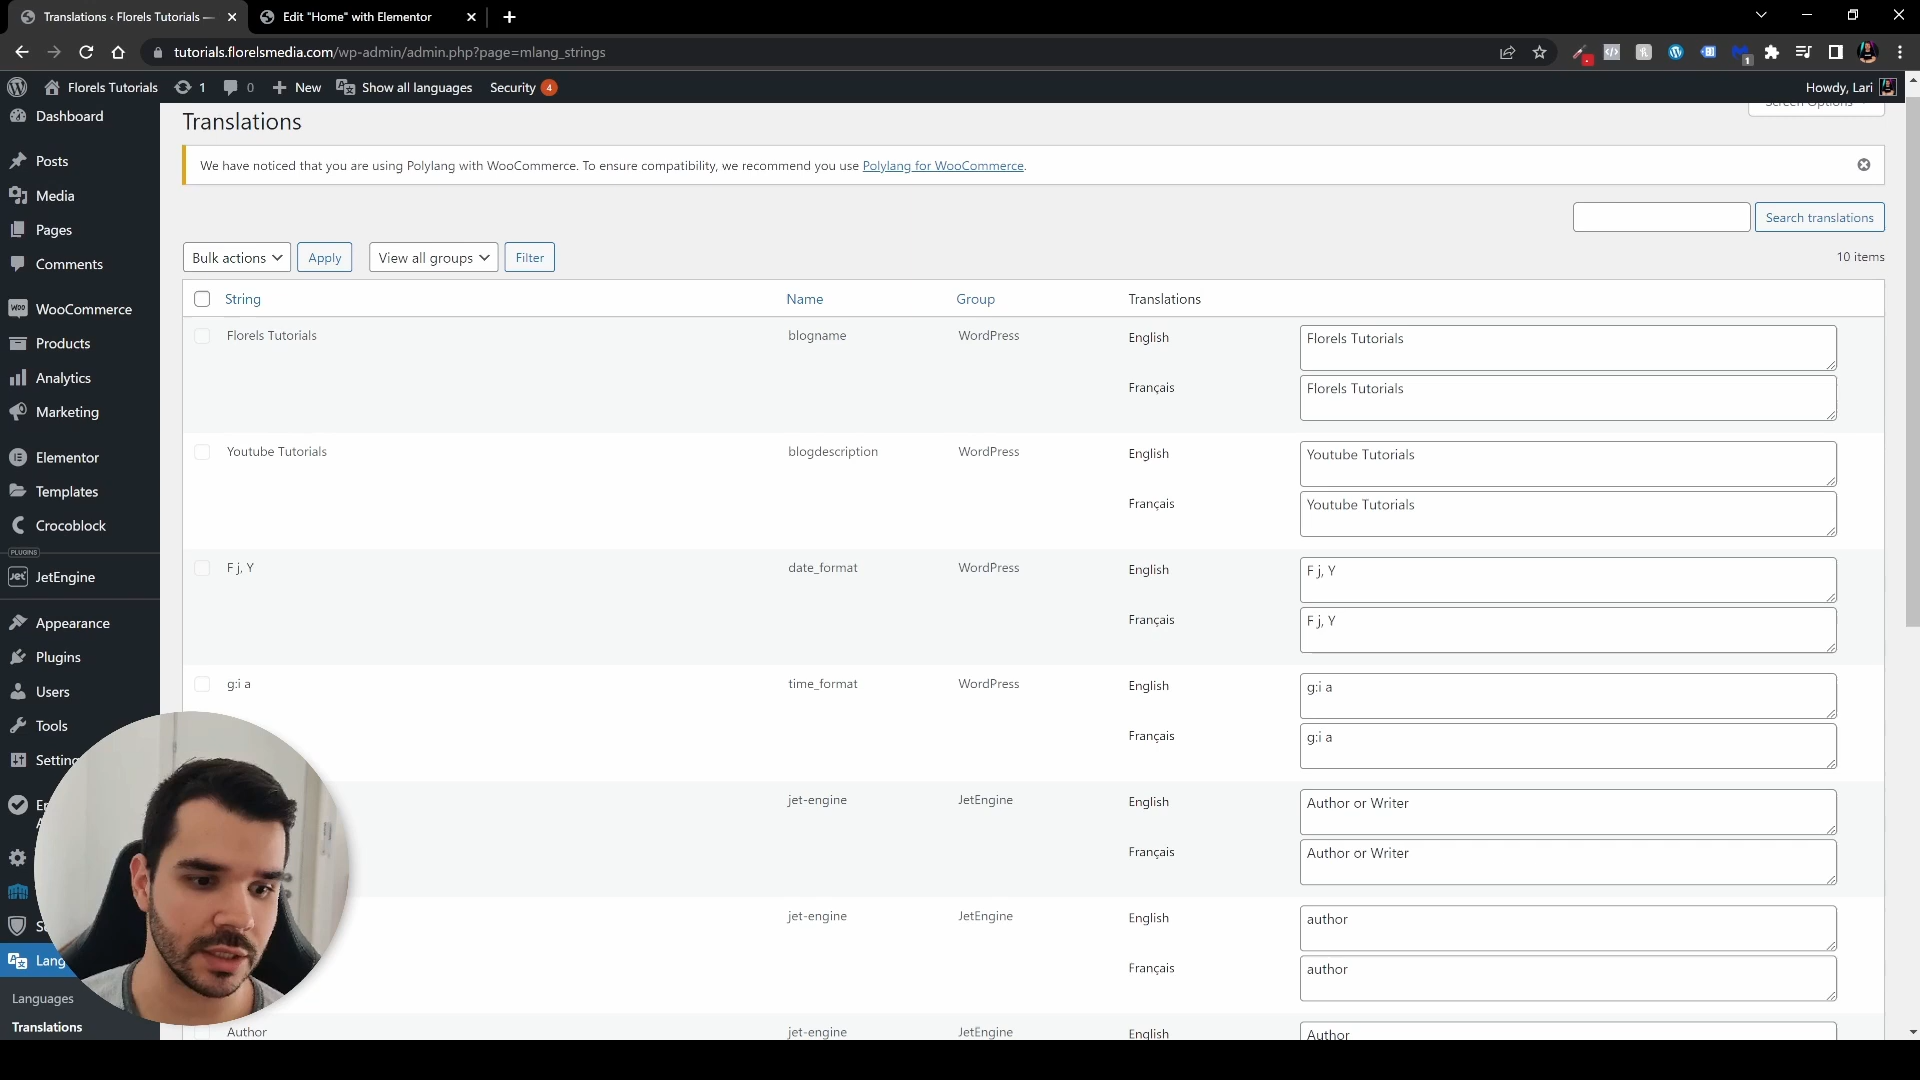 Translations ‹ Florels Tutorials —
Edit "Home" with Elementor
tutorials.florelsmedia.com/wp-admin/admin.php?page=mlang_strings
1
Florels Tutorials
1
0
New
Show all languages
Security 4
Howdy, Lari
Dashboard
Posts
Media
Pages
Comments
WooCommerce
Products
Analytics
Marketing
Elementor
Templates
Crocoblock
PLUGINS
JetEngine
Appearance
Plugins
Users
Tools
Languages
Translations
Screen Options
Translations
We have noticed that you are using Polylang with WooCommerce. To ensure compatibility, we recommend you use Polylang for WooCommerce.
Search translations
Bulk actions
Apply
View all groups
Filter
10 items
String Name Group Translations
Florels Tutorials blogname WordPress English Florels Tutorials
Français Florels Tutorials
Youtube Tutorials blogdescription WordPress English Youtube Tutorials
Français Youtube Tutorials
F j, Y date_format WordPress English F j, Y
Français F j, Y
g:i a time_format WordPress English g:i a
Français g:i a
jet-engine JetEngine English Author or Writer
Français Author or Writer
jet-engine JetEngine English author
Français author
Author jet-engine JetEngine English Author